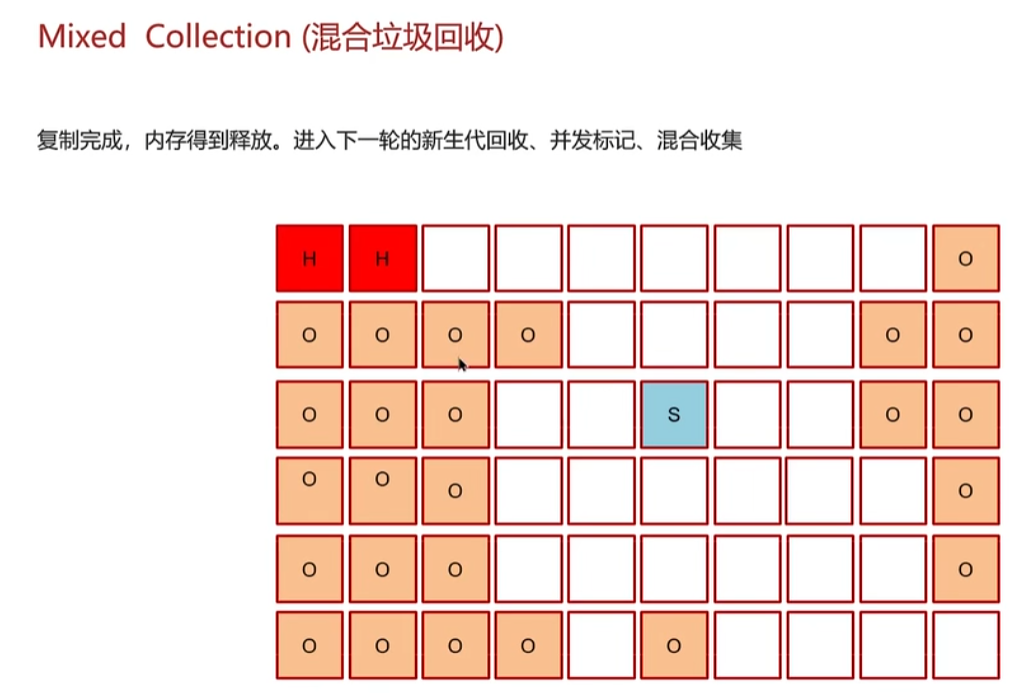 Mixed Collection (混合垃圾回收)
复制完成，内存得到释放。进入下一轮的新生代回收、并发标记、混合收集
H H O
O O O O O O
O O O S O O
O O O O
O O O O
O O O O O